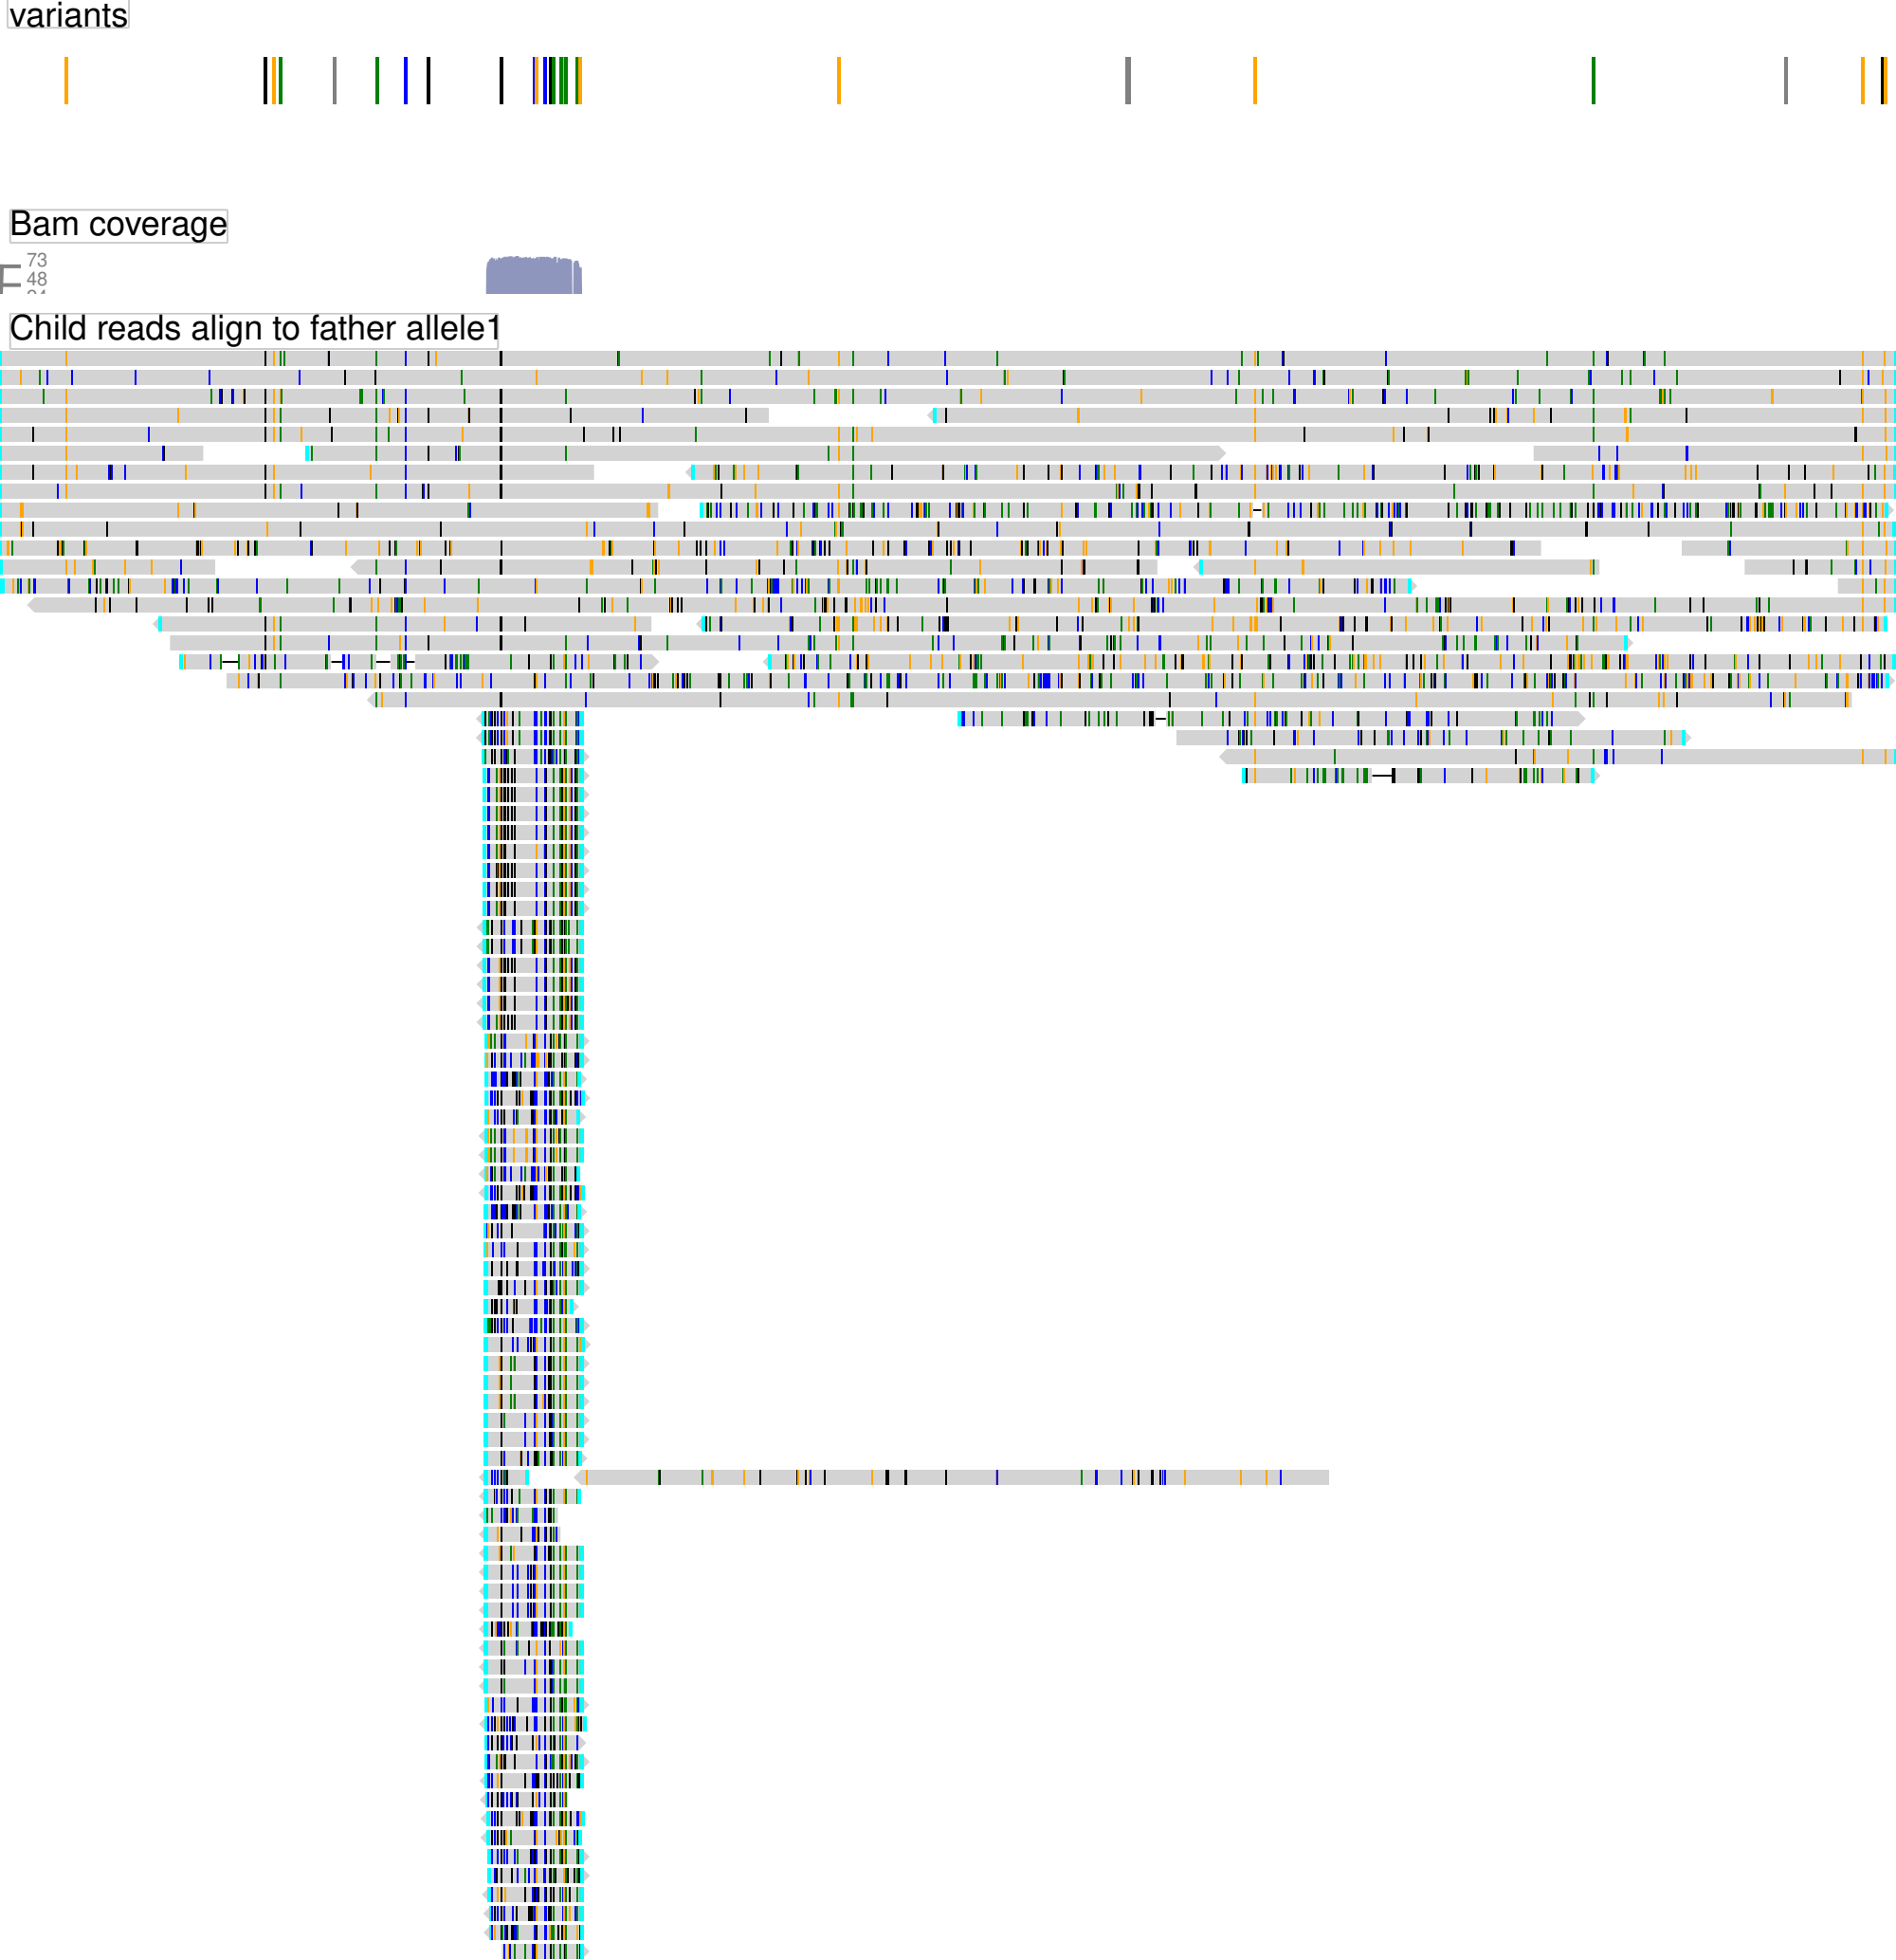 variants
Bam coverage
73
48
Child reads align to father allele1